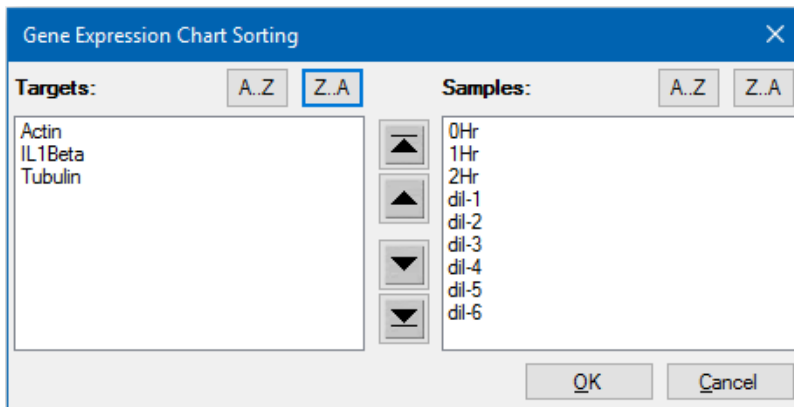 Gene Expression Chart Sorting
Targets: A..Z Z..A
Samples: A..Z Z..A
Actin
IL1Beta
Tubulin
0Hr
1Hr
2Hr
dil-1
dil-2
dil-3
dil-4
dil-5
dil-6
OK Cancel